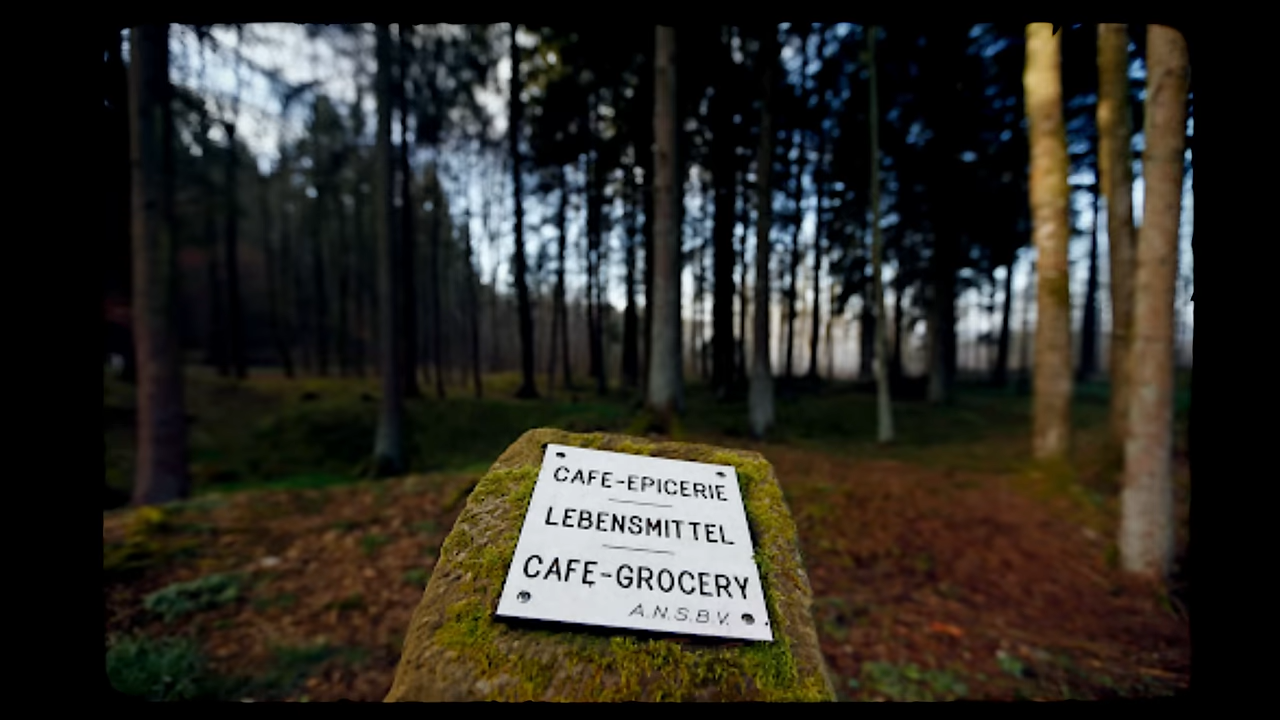 CAFE-EPICERIE
LEBENSMITTEL
CAFE-GROCERY
A.N.S.B.V.